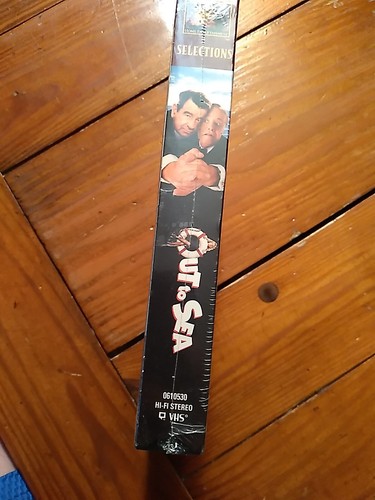 SELECTIONS
OUT to SEA
0610530
HI-FI STEREO
VHS